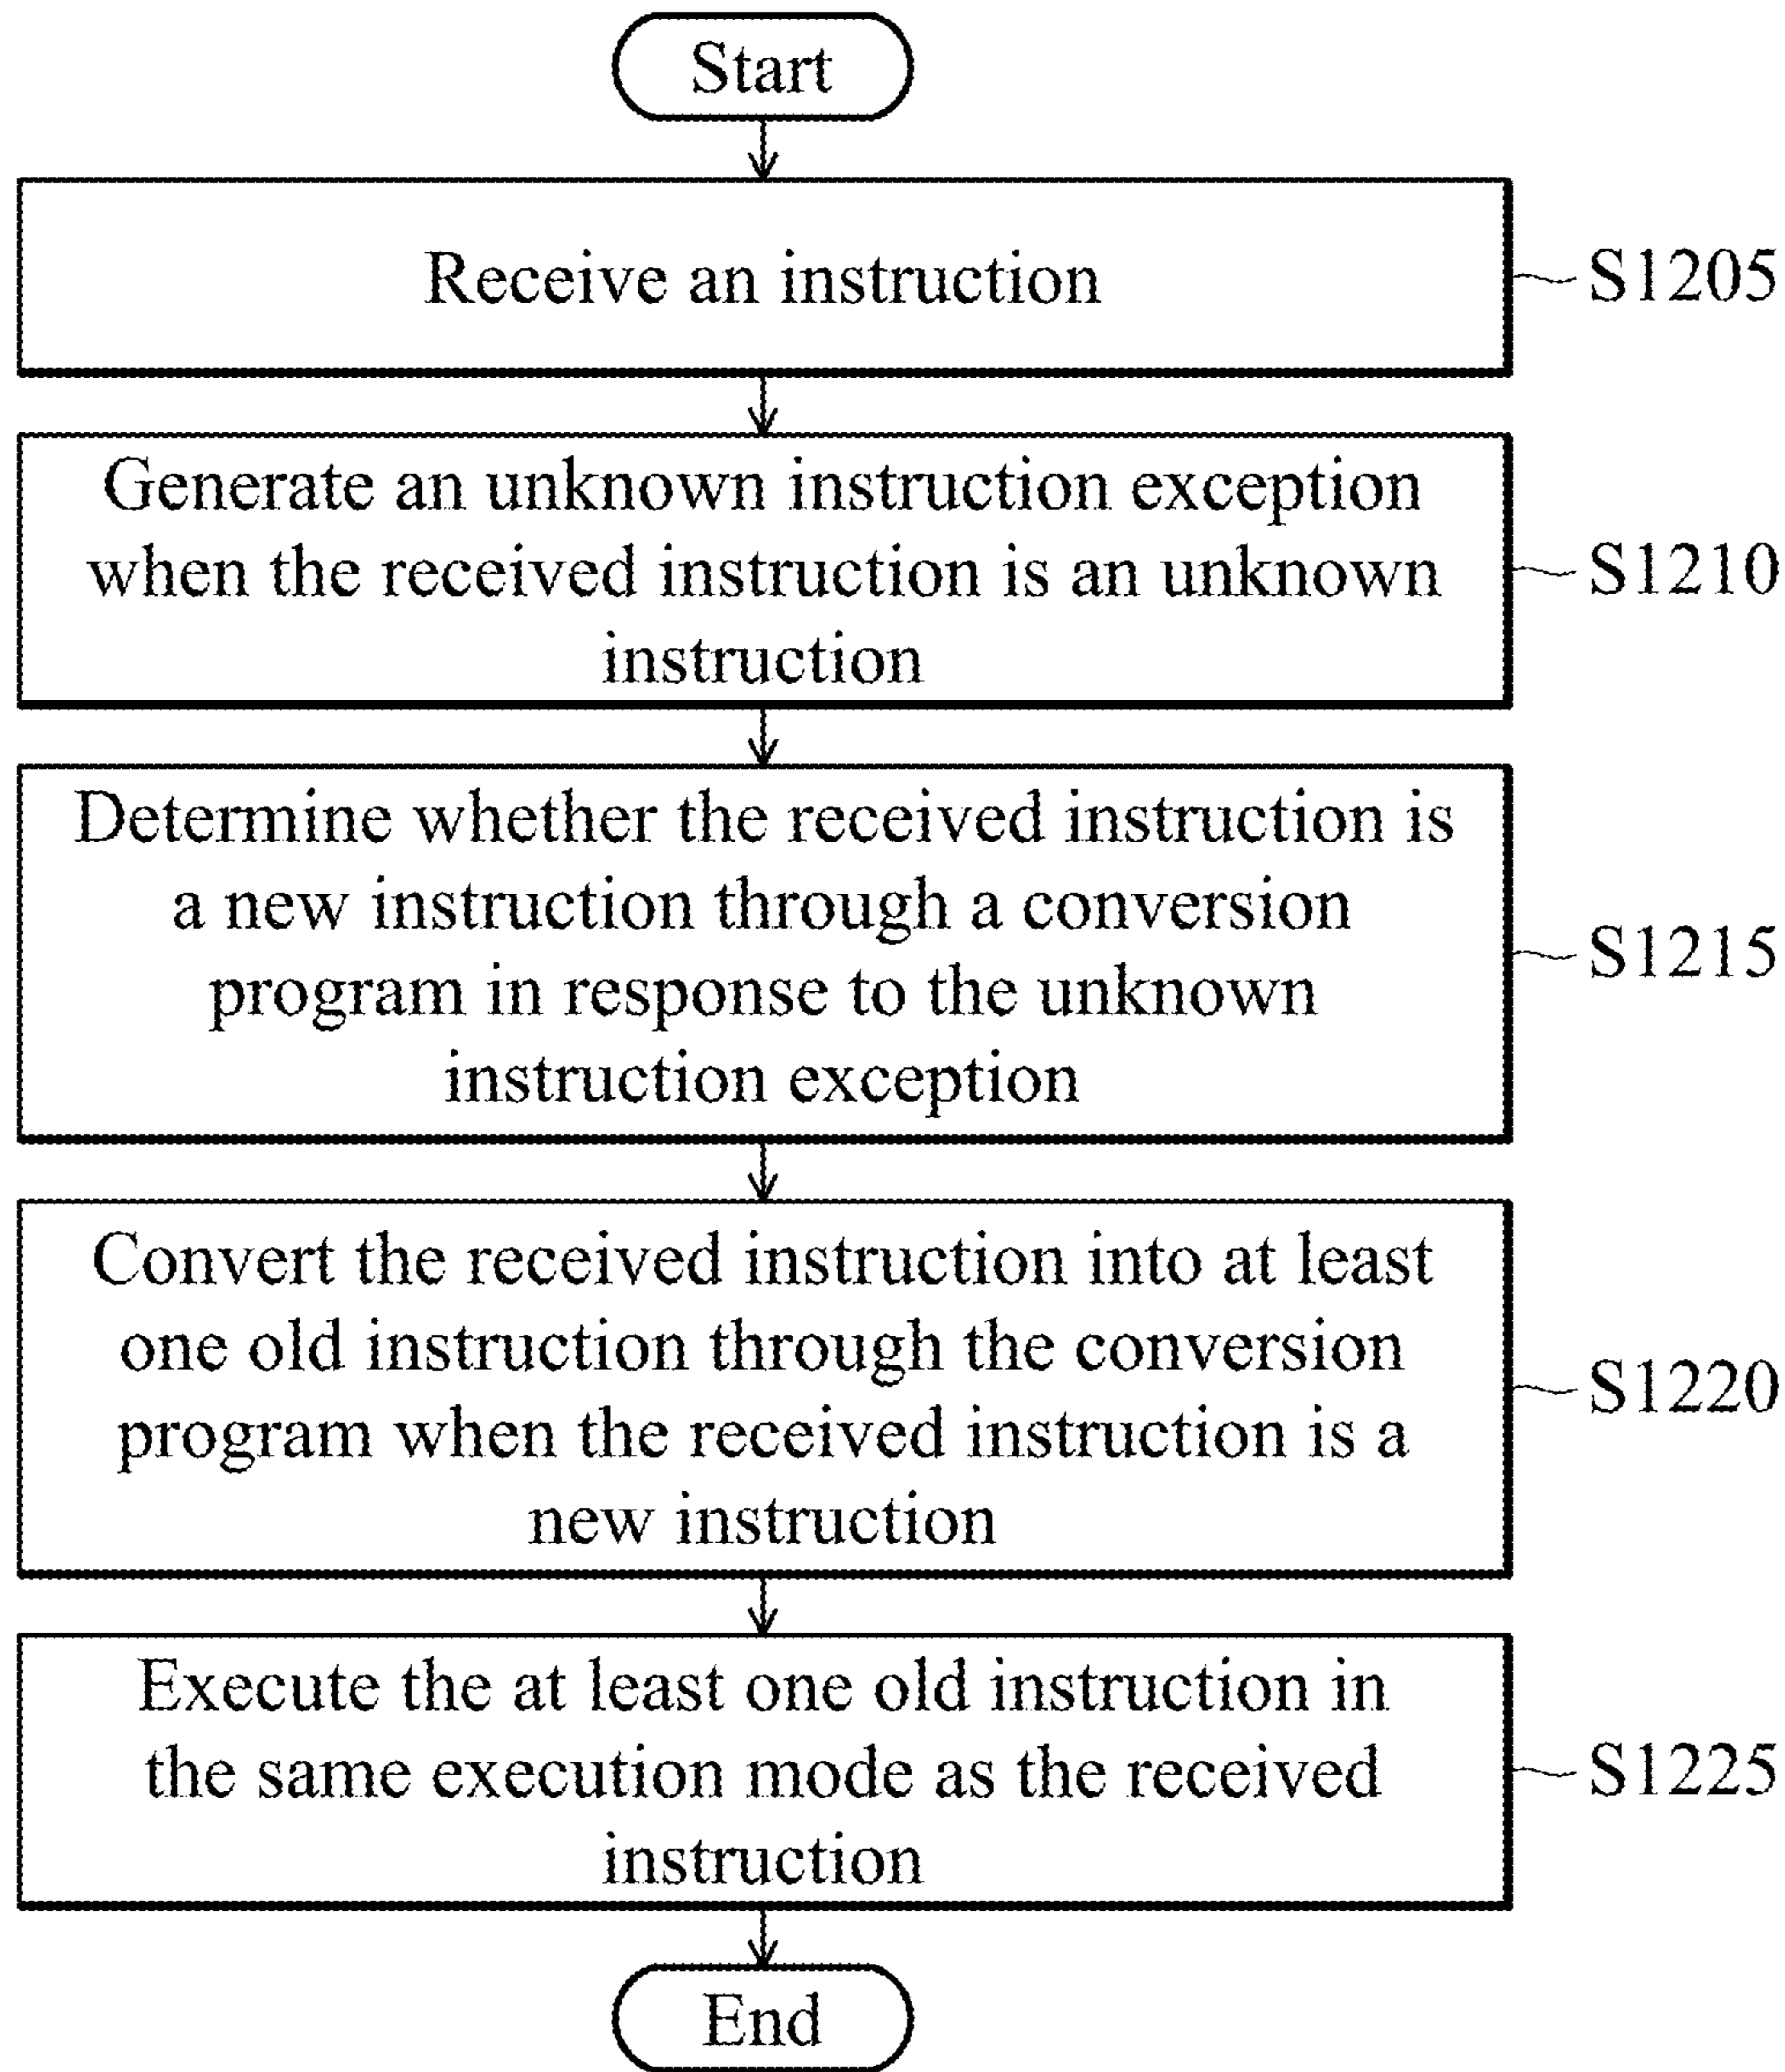 Start
Receive an instruction
S1205
Generate an unknown instruction exception
when the received instruction is an unknown
instruction
S1210
Determine whether the received instruction is
a new instruction through a conversion
program in response to the unknown
instruction exception
S1215
Convert the received instruction into at least
one old instruction through the conversion
program when the received instruction is a
new instruction
S1220
Execute the at least one old instruction in
the same execution mode as the received
instruction
S1225
End